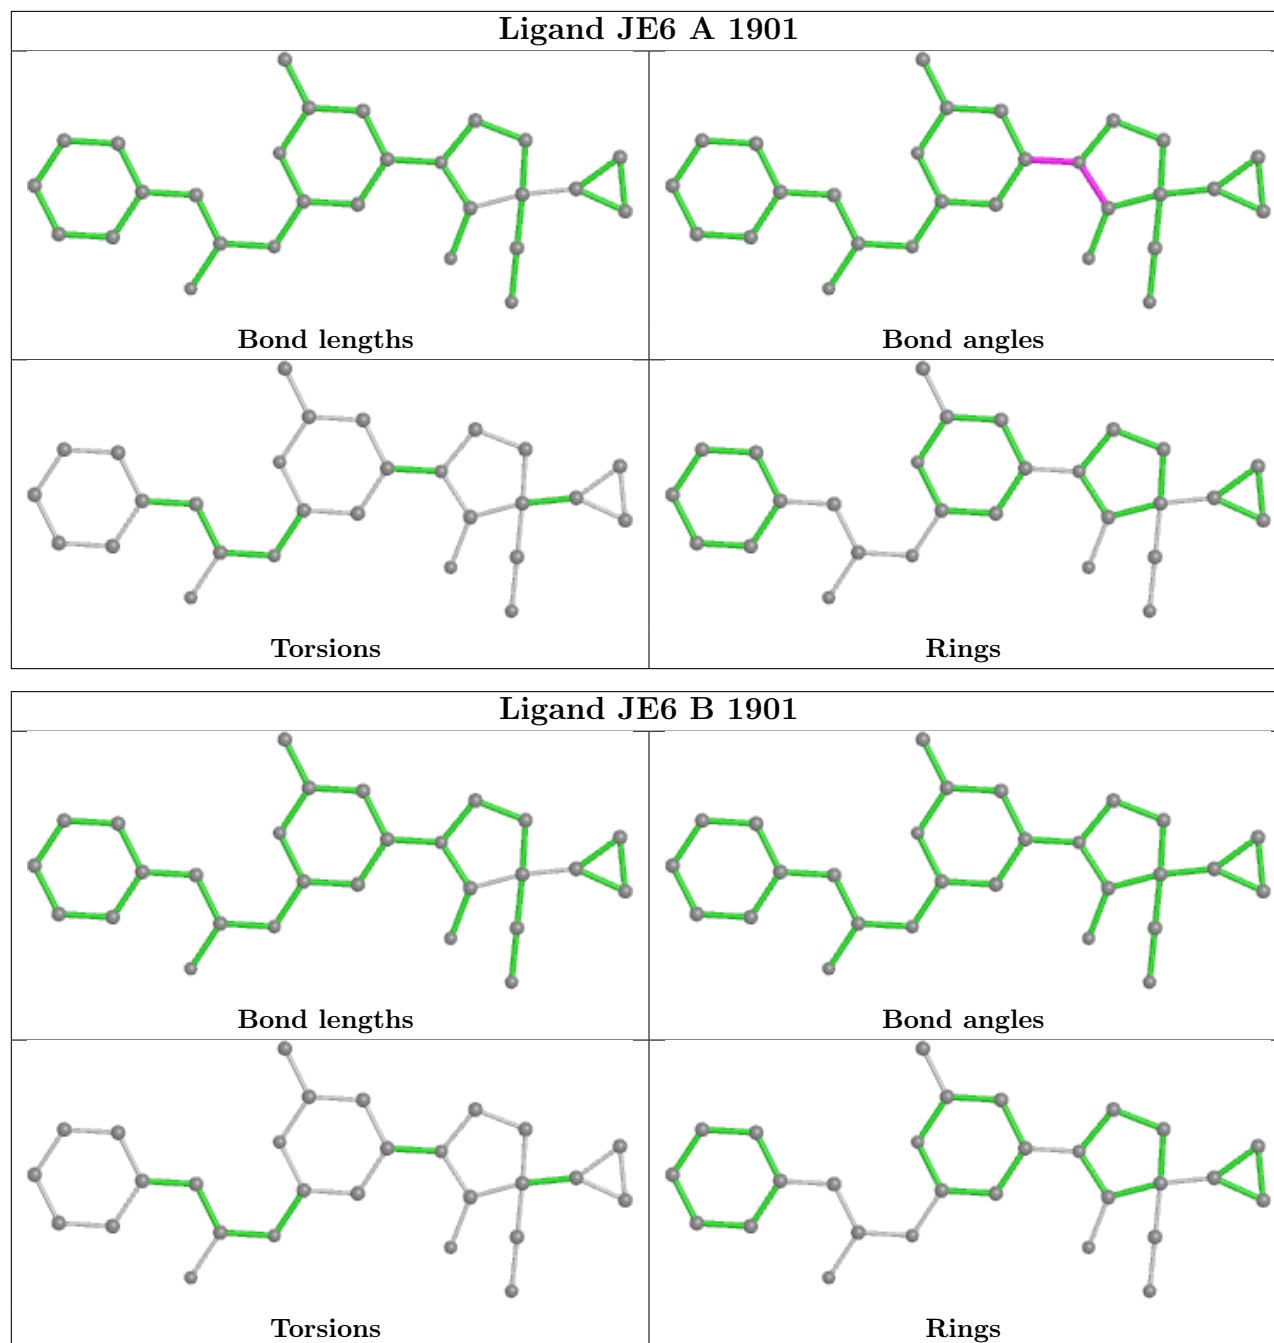 Ligand JE6 A 1901
Bond lengths
Bond angles
Torsions
Rings
Ligand JE6 B 1901
Bond lengths
Bond angles
Torsions
Rings